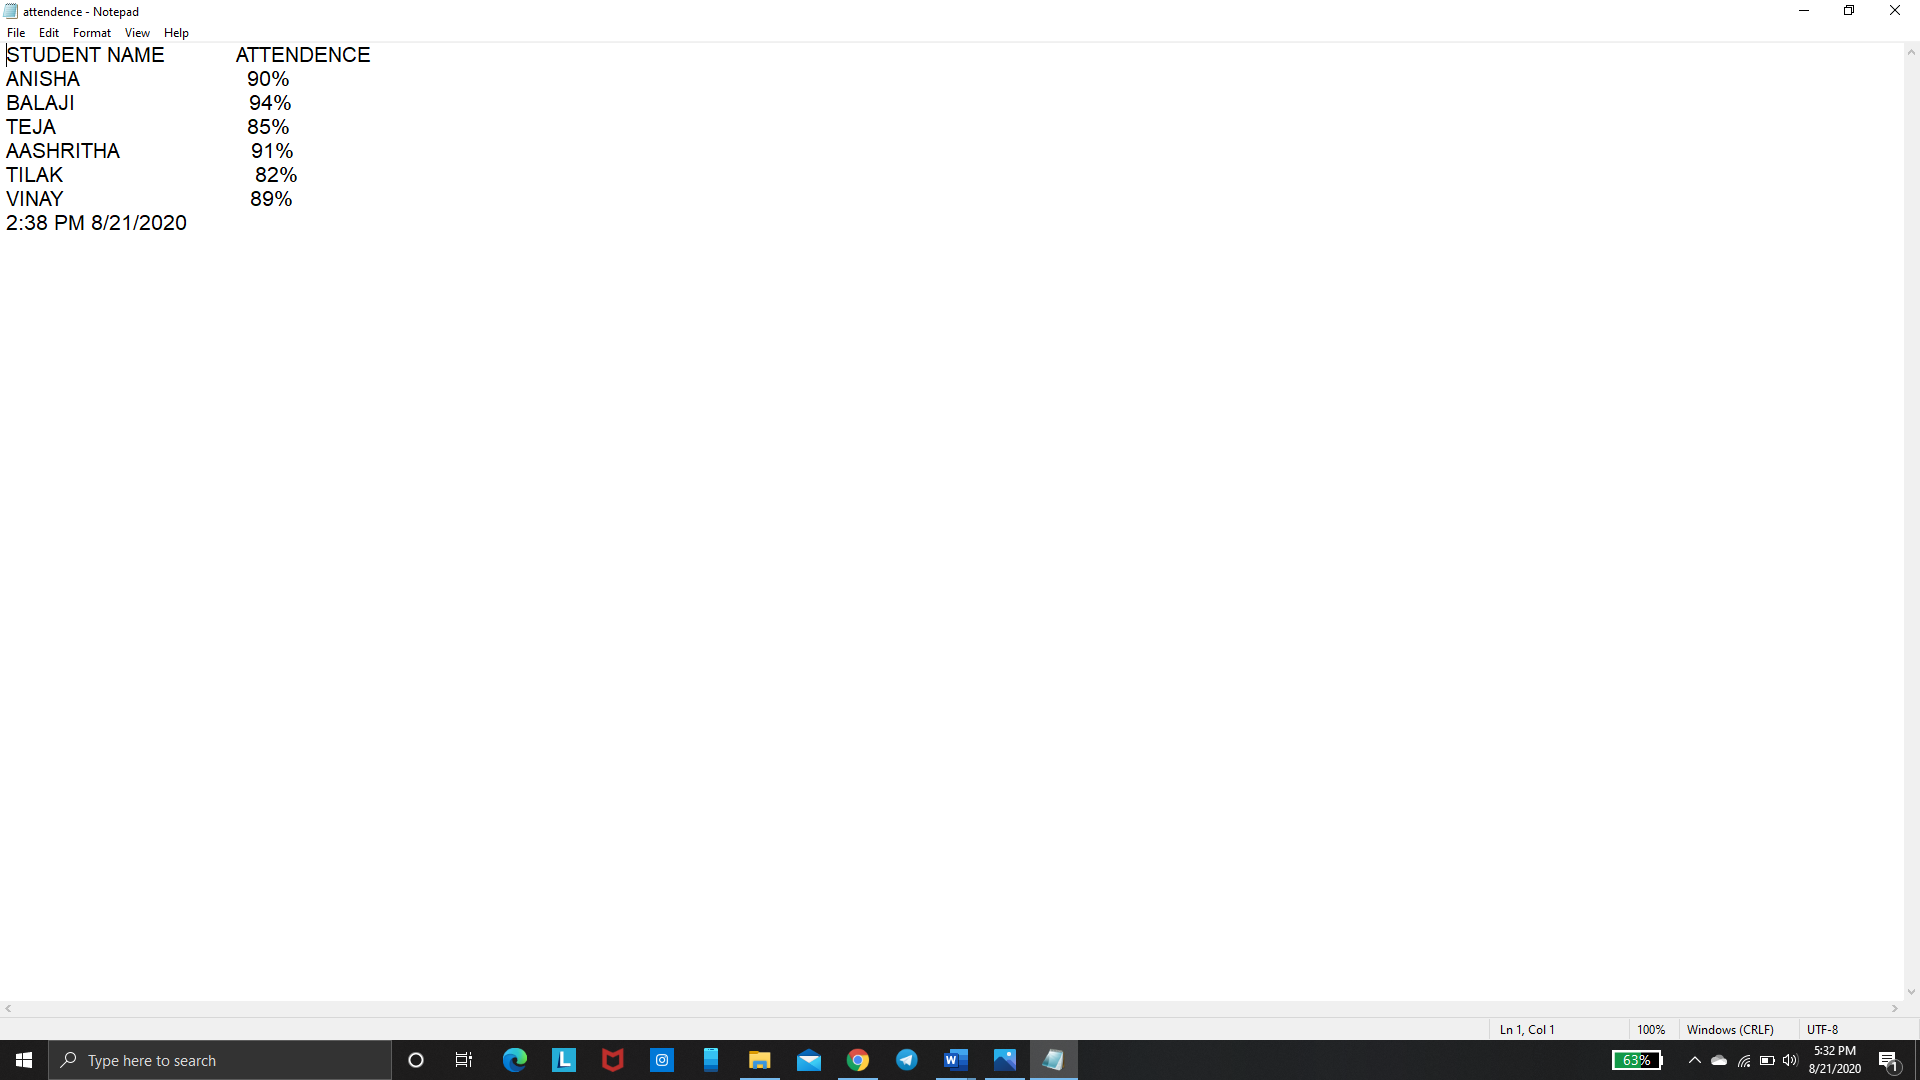 attendence - Notepad
File Edit Format View Help
STUDENT NAME ATTENDENCE
ANISHA 90%
BALAJI 94%
TEJA 85%
AASHRITHA 91%
TILAK 82%
VINAY 89%
2:38 PM 8/21/2020
Ln 1, Col 1 100% Windows (CRLF) UTF-8
Type here to search L W 63% 5:32 PM
8/21/2020 1